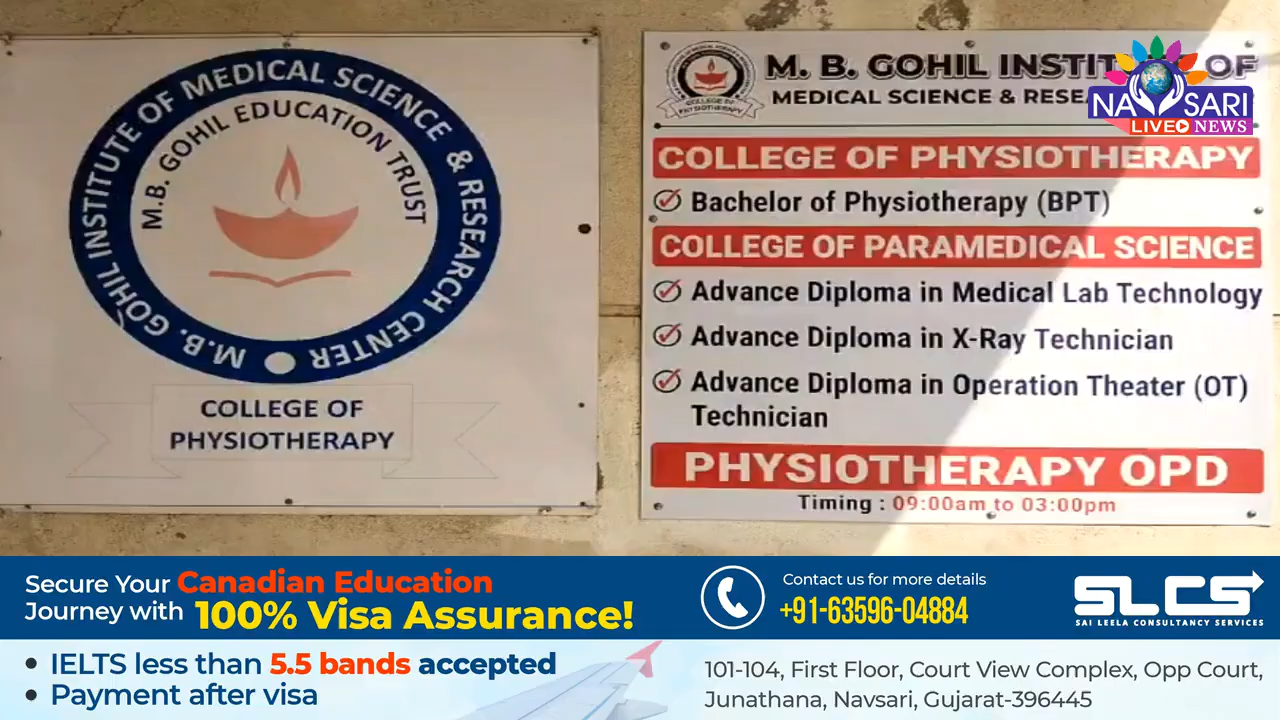 M.B. GOHIL INSTITUTE OF MEDICAL SCIENCE & RESEARCH CENTER
M.B. GOHIL EDUCATION TRUST
COLLEGE OF
PHYSIOTHERAPY
COLLEGE OF
PHYSIOTHERAPY
M. B. GOHIL OF
MEDICAL SCIENCE &
COLLEGE OF PHYSIOTHERAPY
Bachelor of Physiotherapy (BPT)
COLLEGE OF PARAMEDICAL SCIENCE
Advance Diploma in Medical Lab Technology
Advance Diploma in X-Ray Technician
Advance Diploma in Operation Theater (OT)
Technician
PHYSIOTHERAPY OPD
Timing : 09:00am to 03:00pm
NAVSARI
LIVE NEWS
Secure Your Canadian Education
Journey with 100% Visa Assurance!
Contact us for more details
+91-63596-04884
SLCS
SAI LEELA CONSULTANCY SERVICES
• IELTS less than 5.5 bands accepted
• Payment after visa
101-104, First Floor, Court View Complex, Opp Court,
Junathana, Navsari, Gujarat-396445